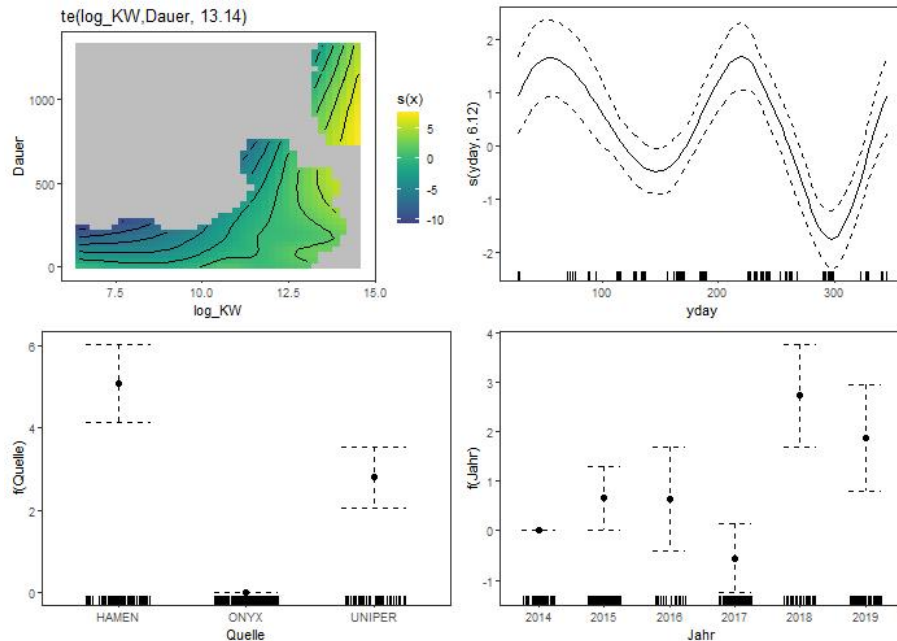 te(log_KW,Dauer, 13.14)
Dauer
1000
500
0
7.5 10.0 12.5 15.0
log_KW
s(x)
5
0
-5
-10
s(yday, 6.12)
2
1
0
-1
-2
100 200 300
yday
f(Quelle)
6
4
2
0
HAMEN ONYX UNIPER
Quelle
f(Jahr)
4
3
2
1
0
-1
2014 2015 2016 2017 2018 2019
Jahr